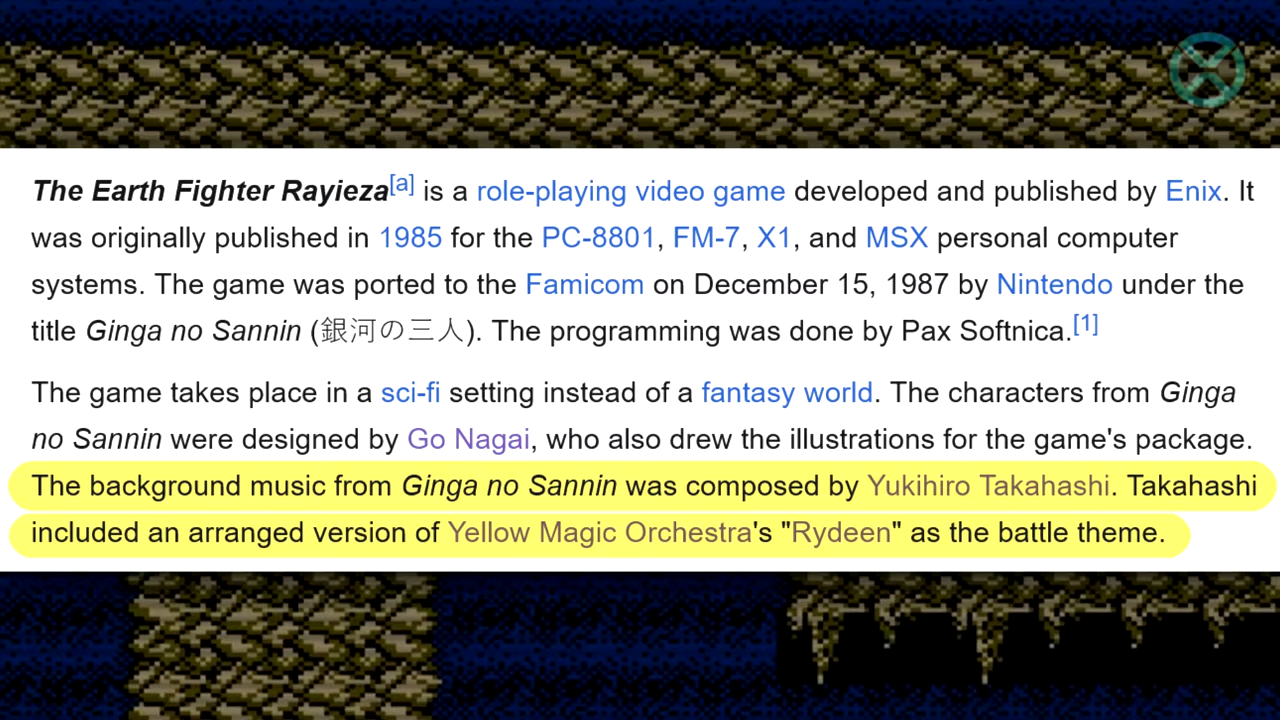 The Earth Fighter Rayieza[a] is a role-playing video game developed and published by Enix. It
was originally published in 1985 for the PC-8801, FM-7, X1, and MSX personal computer
systems. The game was ported to the Famicom on December 15, 1987 by Nintendo under the
title Ginga no Sannin (銀河の三人). The programming was done by Pax Softnica.[1]
The game takes place in a sci-fi setting instead of a fantasy world. The characters from Ginga
no Sannin were designed by Go Nagai, who also drew the illustrations for the game's package.
The background music from Ginga no Sannin was composed by Yukihiro Takahashi. Takahashi
included an arranged version of Yellow Magic Orchestra's "Rydeen" as the battle theme.